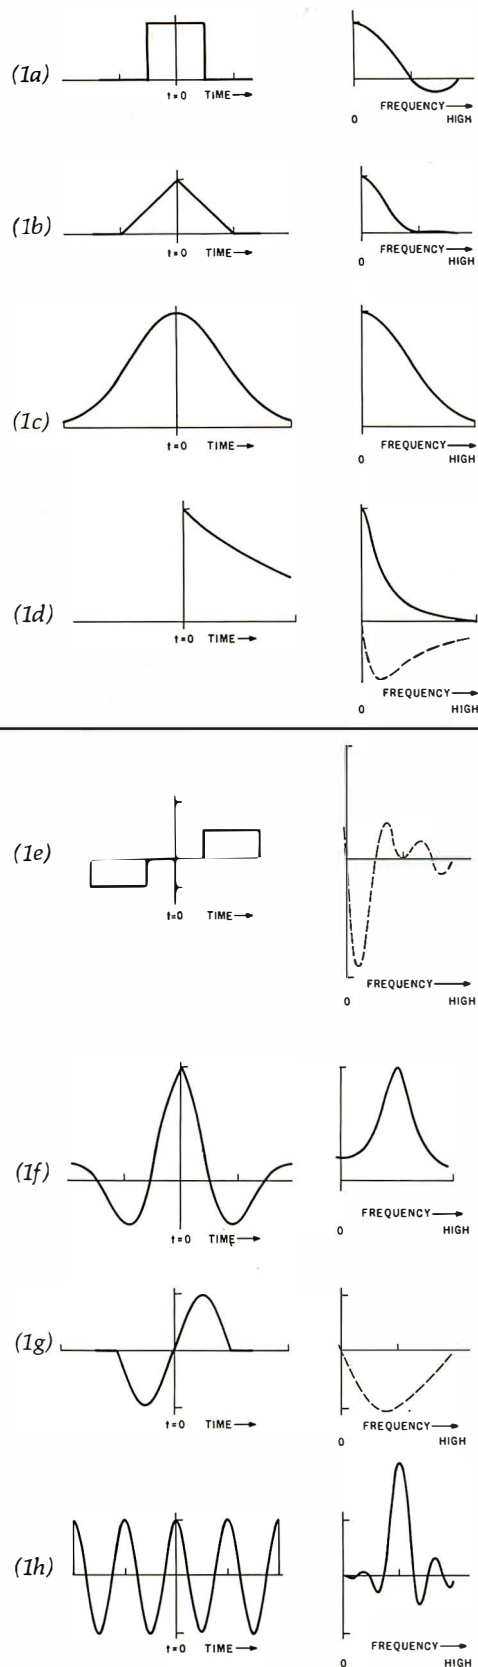 (1a)
t=0 TIME→
FREQUENCY→
0 HIGH
(1b)
t=0 TIME→
FREQUENCY→
0 HIGH
(1c)
t=0 TIME→
FREQUENCY→
0 HIGH
(1d)
t=0 TIME→
FREQUENCY→
0 HIGH
(1e)
t=0 TIME→
FREQUENCY→
0 HIGH
(1f)
t=0 TIME→
FREQUENCY→
0 HIGH
(1g)
t=0 TIME→
FREQUENCY→
0 HIGH
(1h)
t=0 TIME→
FREQUENCY→
0 HIGH